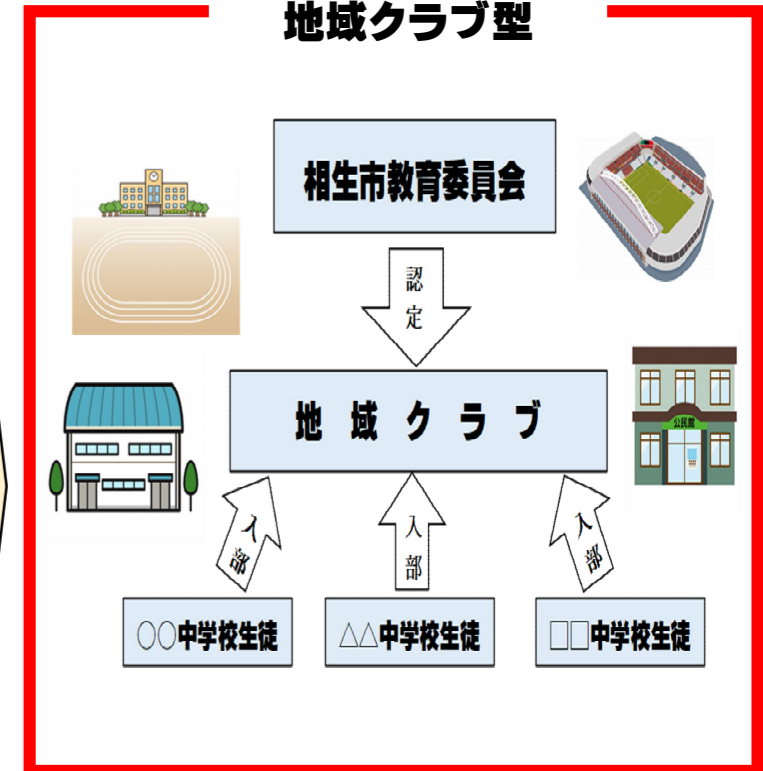 地域クラブ型
相生市教育委員会
認定
地域クラブ
公民館
入部
入部
入部
○○中学校生徒
△△中学校生徒
□□中学校生徒